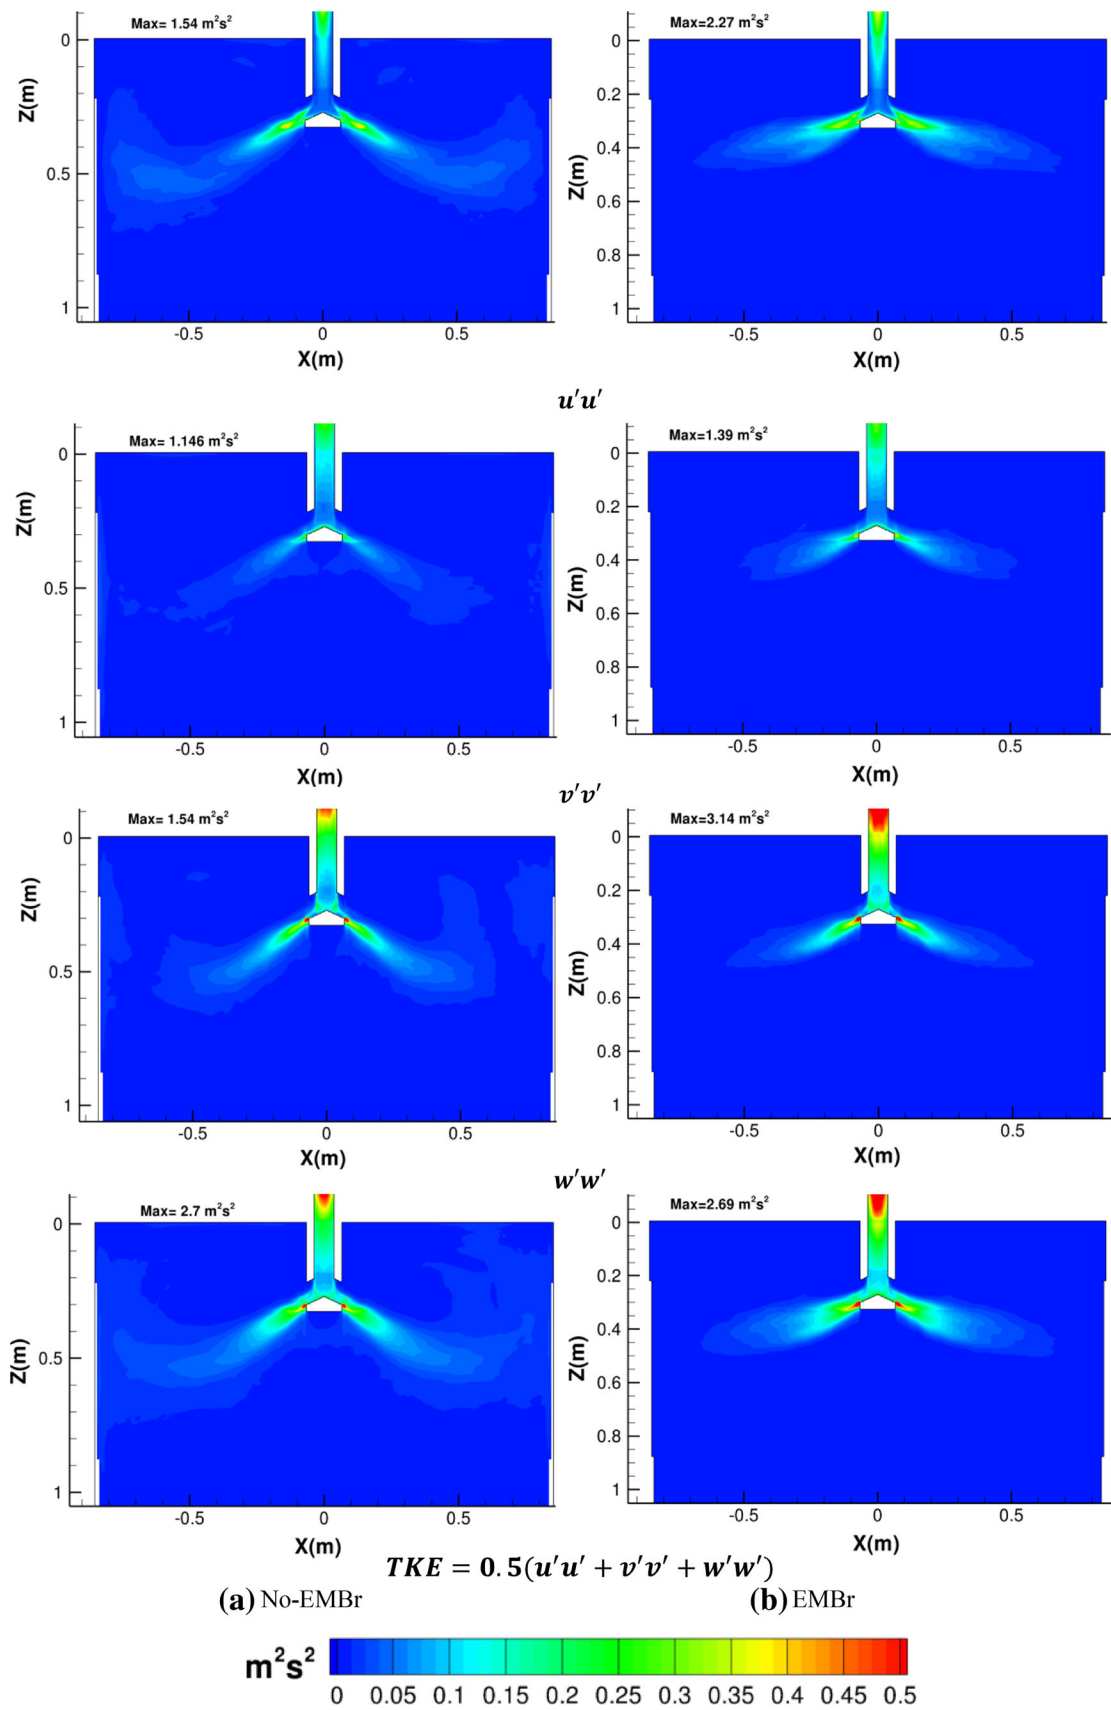 Max= 1.54 m²s²
0
0.5
1
Z(m)
-0.5 0 0.5
X(m)
Max=2.27 m²s²
0
0.2
0.4
0.6
0.8
1
Z(m)
-0.5 0 0.5
X(m)
u'u'
Max= 1.146 m²s²
0
0.5
1
Z(m)
-0.5 0 0.5
X(m)
Max=1.39 m²s²
0
0.2
0.4
0.6
0.8
1
Z(m)
-0.5 0 0.5
X(m)
v'v'
Max= 1.54 m²s²
0
0.5
1
Z(m)
-0.5 0 0.5
X(m)
Max=3.14 m²s²
0
0.2
0.4
0.6
0.8
1
Z(m)
-0.5 0 0.5
X(m)
w'w'
Max= 2.7 m²s²
0
0.5
1
Z(m)
-0.5 0 0.5
X(m)
Max=2.69 m²s²
0
0.2
0.4
0.6
0.8
1
Z(m)
-0.5 0 0.5
X(m)
TKE = 0.5(u'u' + v'v' + w'w')
(a) No-EMBr
(b) EMBr
m²s²
0 0.05 0.1 0.15 0.2 0.25 0.3 0.35 0.4 0.45 0.5